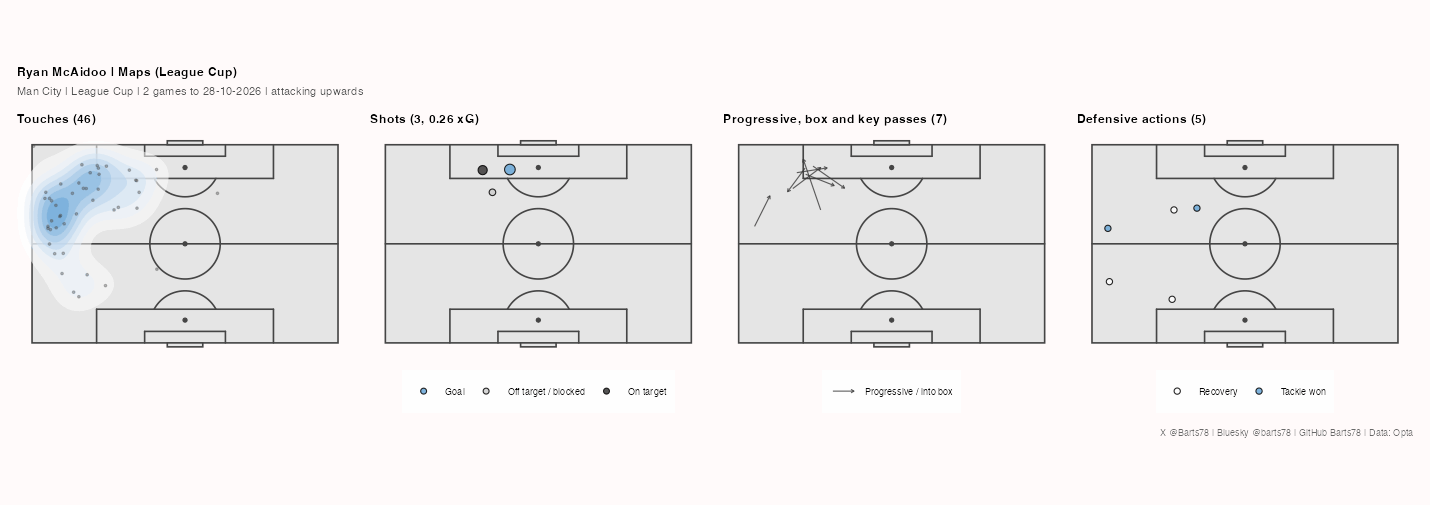 Ryan McAidoo | Maps (League Cup)
Man City | League Cup | 2 games to 28-10-2026 | attacking upwards
Touches (46)
Shots (3, 0.26 xG)
Progressive, box and key passes (7)
Defensive actions (5)
Goal
Off target / blocked
On target
Progressive / into box
Recovery
Tackle won
X @Barts78 | Bluesky @barts78 | GitHub Barts78 | Data: Opta